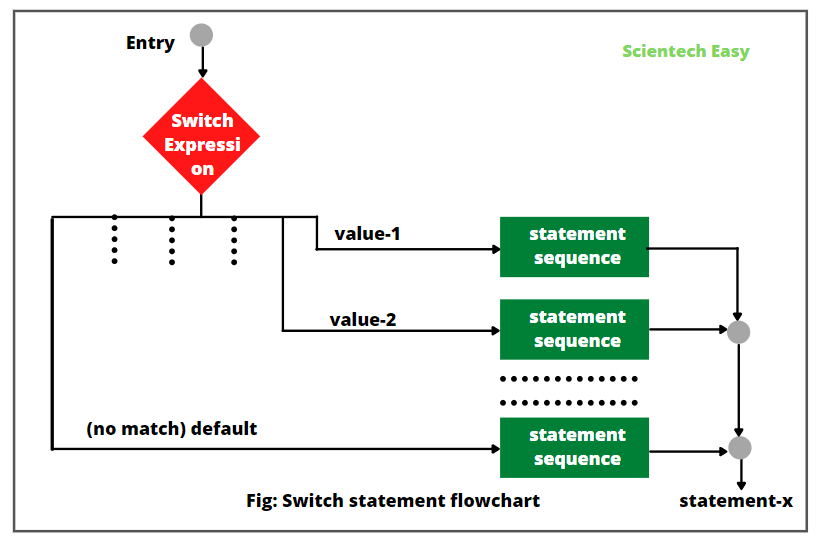 Entry
Scientech Easy
Switch
Expressi
on
value-1
statement
sequence
value-2
statement
sequence
(no match) default
statement
sequence
Fig: Switch statement flowchart
statement-x